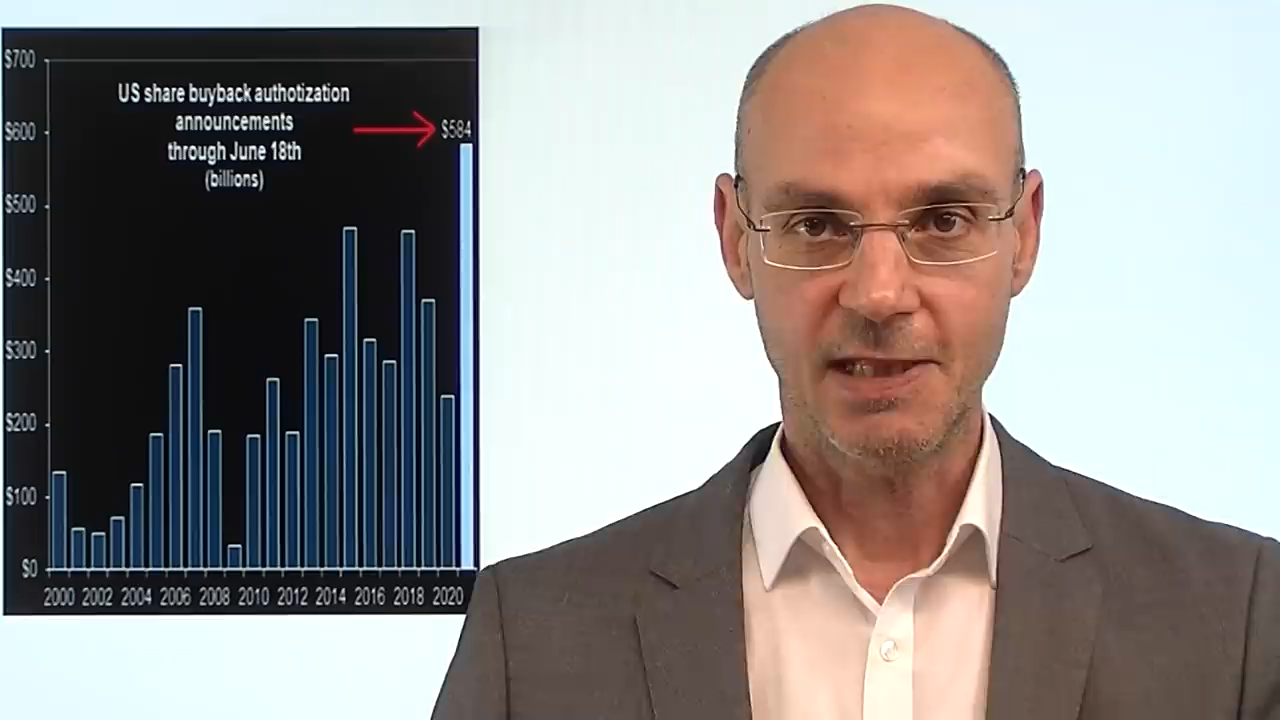 $700
US share buyback authotization
announcements
through June 18th
(billions)
$600
$584
$500
$400
$300
$200
$100
$0
2000 2002 2004 2006 2008 2010 2012 2014 2016 2018 2020